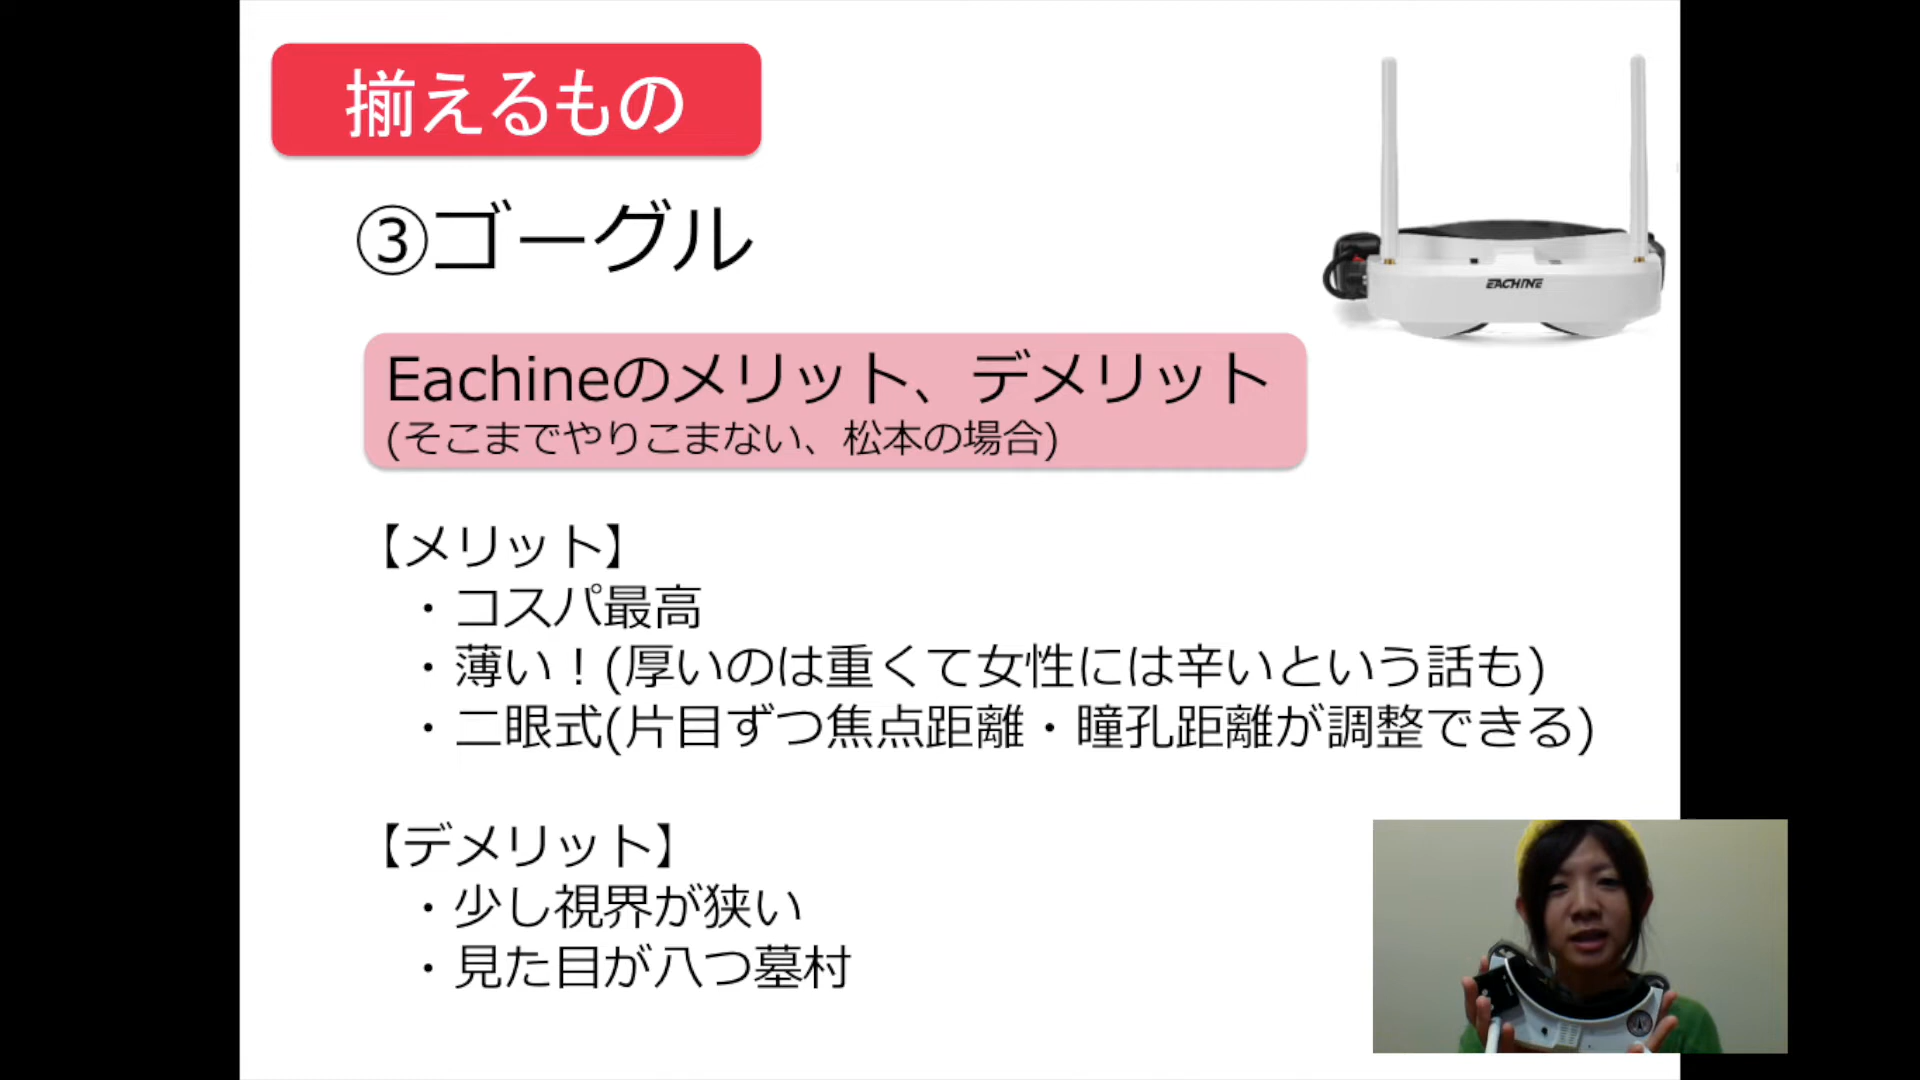 揃えるもの
③ゴーグル
EACHINE
Eachineのメリット、デメリット
(そこまでやりこまない、松本の場合)
【メリット】
・コスパ最高
・薄い！(厚いのは重くて女性には辛いという話も)
・二眼式(片目ずつ焦点距離・瞳孔距離が調整できる)
【デメリット】
・少し視界が狭い
・見た目が八つ墓村